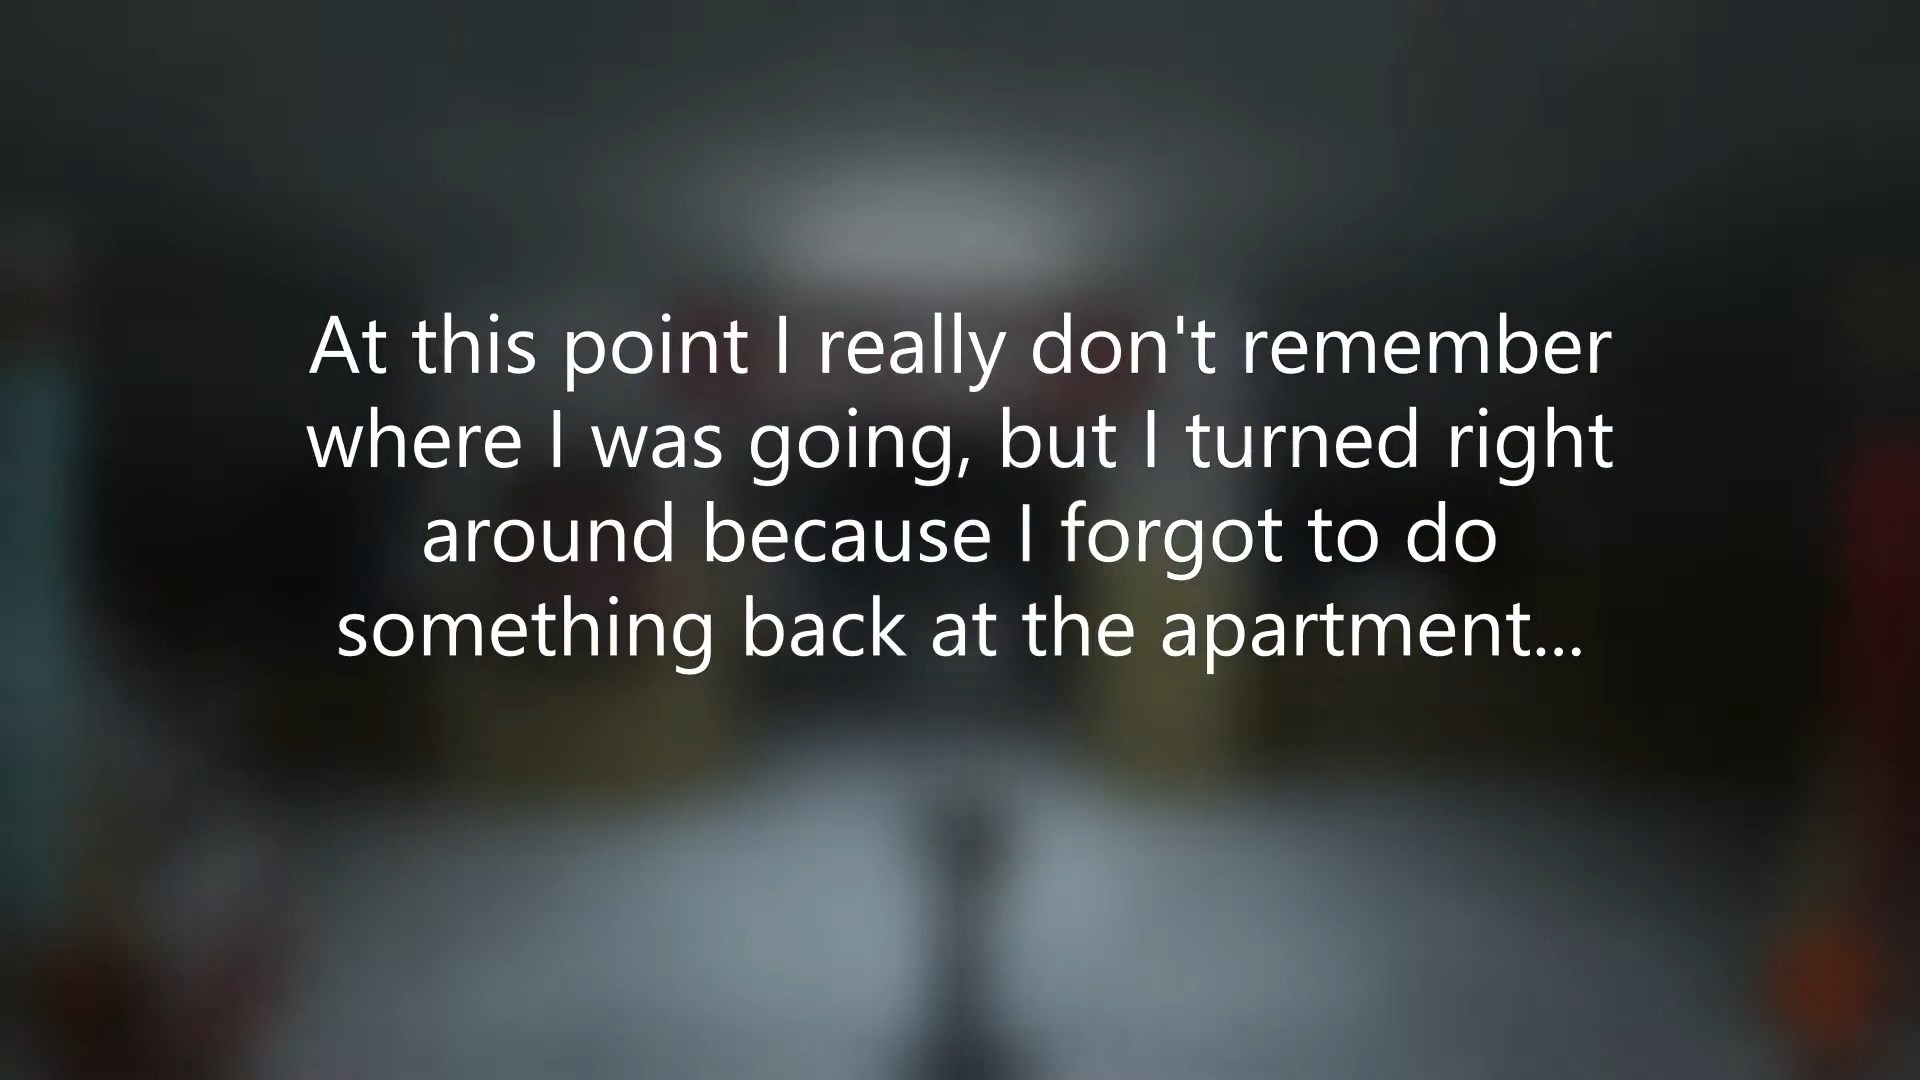 At this point I really don't remember
where I was going, but I turned right
around because I forgot to do
something back at the apartment...